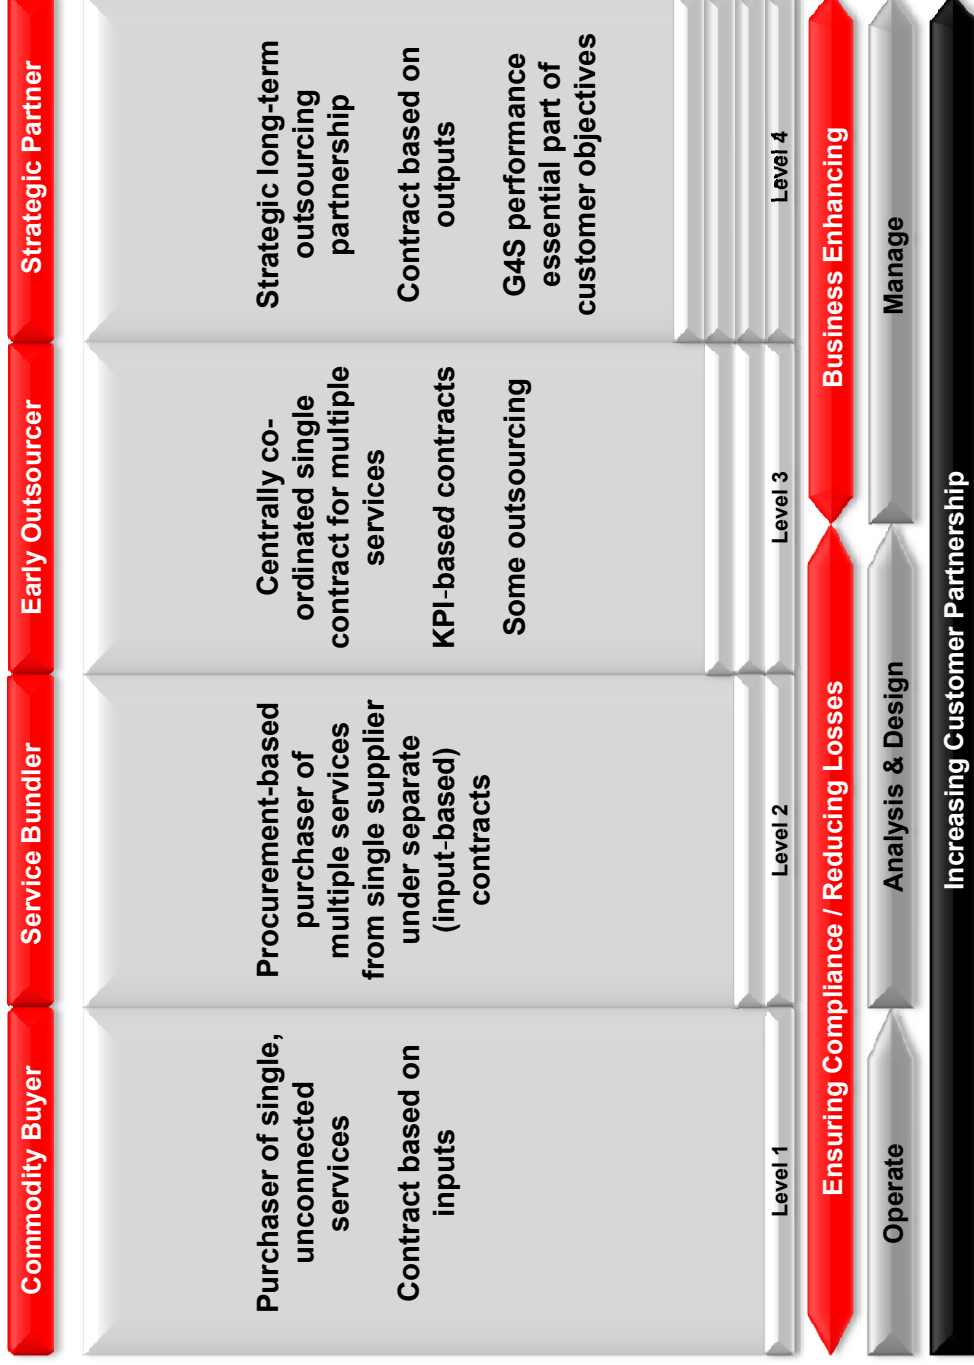 Commodity Buyer
Service Bundler
Early Outsourcer
Strategic Partner
Purchaser of single,
unconnected
services
Contract based on
inputs
Procurement-based
purchaser of
multiple services
from single supplier
under separate
(input-based)
contracts
Centrally co-
ordinated single
contract for multiple
services
KPI-based contracts
Some outsourcing
Strategic long-term
outsourcing
partnership
Contract based on
outputs
G4S performance
essential part of
customer objectives
Level 1
Level 2
Level 3
Level 4
Ensuring Compliance / Reducing Losses
Business Enhancing
Operate
Analysis & Design
Manage
Increasing Customer Partnership